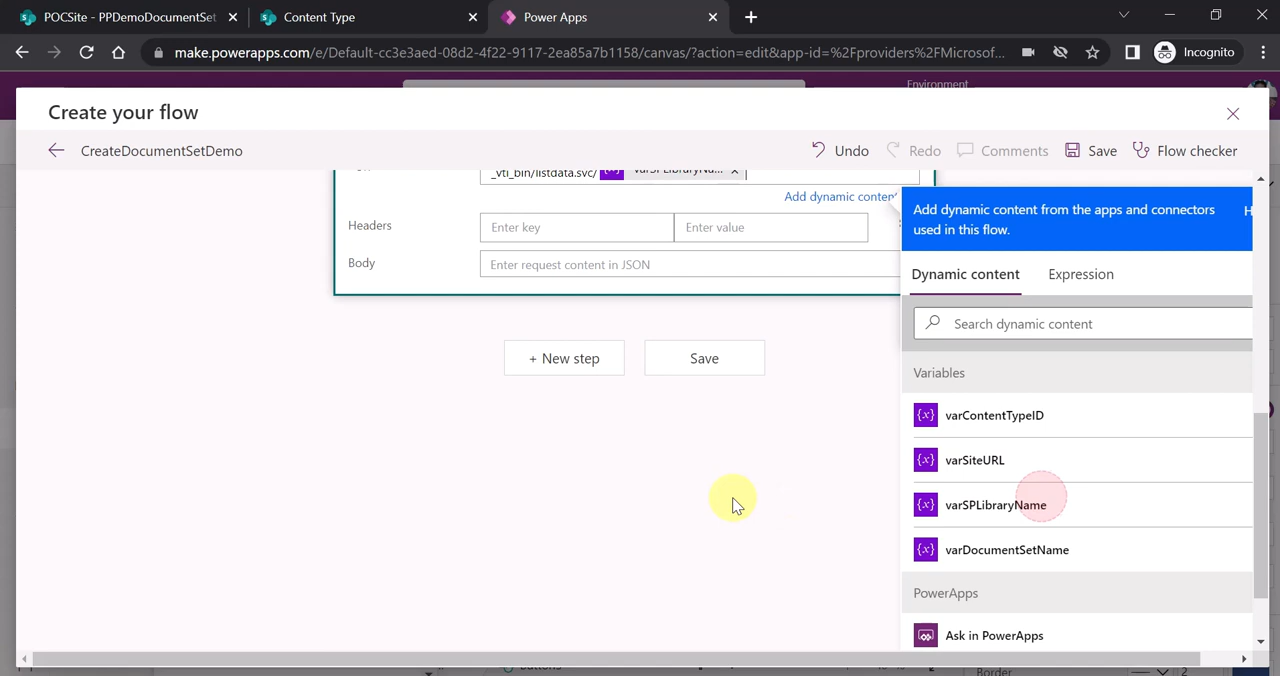 POCSite - PPDemoDocumentSet
Content Type
Power Apps
make.powerapps.com/e/Default-cc3e3aed-08d2-4f22-9117-2ea85a7b1158/canvas/?action=edit&app-id=%2Fproviders%2FMicrosof...
Incognito
Environment
Create your flow
CreateDocumentSetDemo
Undo
Redo
Comments
Save
Flow checker
_vti_bin/listdata.svc/ varSPLibraryNa...
Add dynamic content
Headers
Enter key
Enter value
Body
Enter request content in JSON
+ New step
Save
Add dynamic content from the apps and connectors
used in this flow.
Dynamic content
Expression
Search dynamic content
Variables
{x} varContentTypeID
{x} varSiteURL
{x} varSPLibraryName
{x} varDocumentSetName
PowerApps
Ask in PowerApps
Border
2